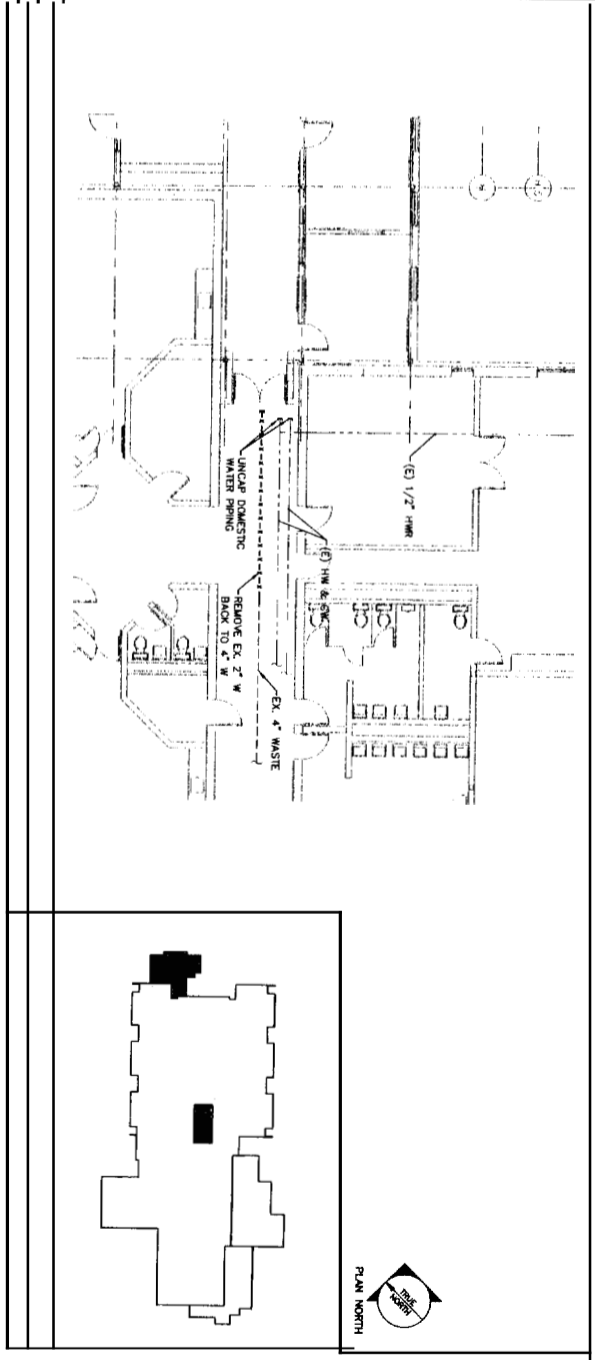 (E) 1/2" HWR
UNCAP DOMESTIC
WATER PIPING
(E) HW & CW
REMOVE EX. 2" W
BACK TO 4" W
EX. 4" WASTE
TRUE
NORTH
PLAN NORTH